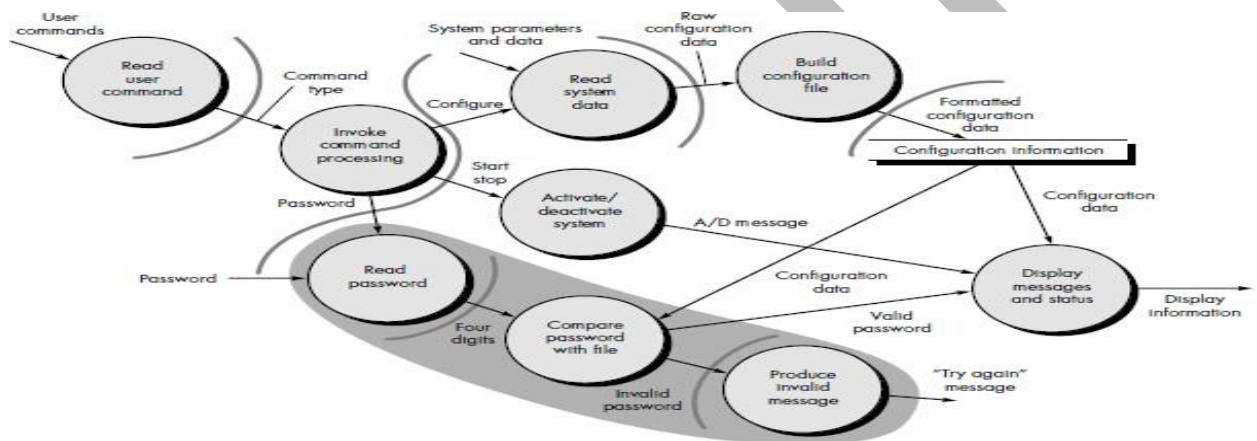 User
commands
Read
user
command
Command
type
Invoke
command
processing
System parameters
and data
Configure
Read
system
data
Raw
configuration
data
Build
configuration
file
Formatted
configuration
data
Configuration information
Start
stop
Activate/
deactivate
system
A/D message
Configuration
data
Password
Password
Read
password
Four
digits
Compare
password
with file
Configuration
data
Valid
password
Display
messages
and status
Display
information
Invalid
password
Produce
invalid
message
"Try again"
message